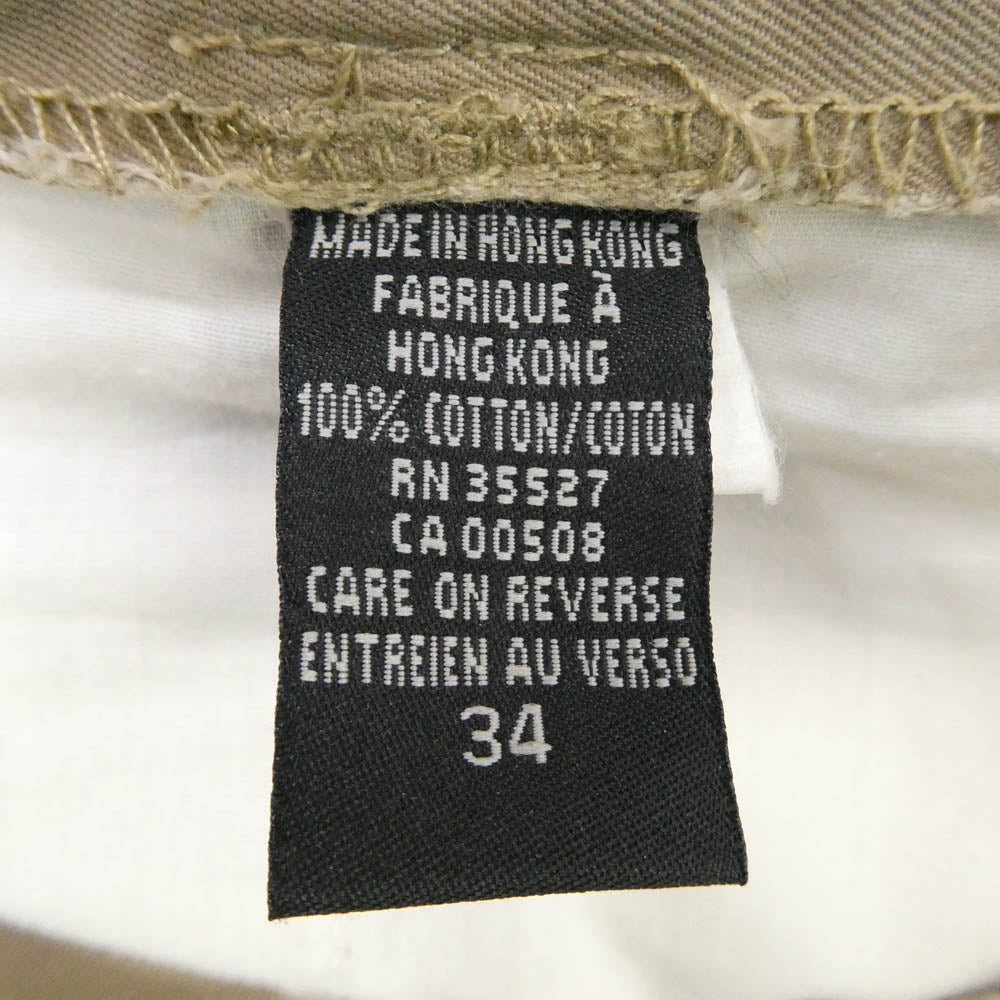 MADE IN HONG KONG
FABRIQUE À
HONG KONG
100% COTTON/COTON
RN 35527
CA 00508
CARE ON REVERSE
ENTREIEN AU VERSO
34